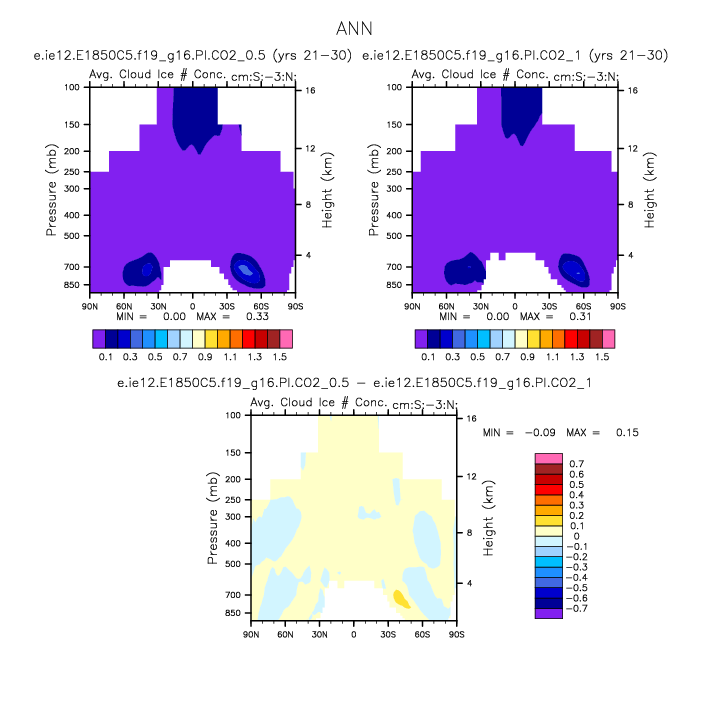 ANN
e.ie12.E1850C5.f19_g16.PI.CO2_0.5 (yrs 21-30) e.ie12.E1850C5.f19_g16.PI.CO2_1 (yrs 21-30)
Avg. Cloud Ice # Conc. cm:S:-3:N: Avg. Cloud Ice # Conc. cm:S:-3:N:
100 16 100 16
150 12 150 12
200 200
250 250
300 8 300 8
400 400
500 4 500 4
700 700
850 850
Pressure (mb) Height (km) Pressure (mb) Height (km)
90N 60N 30N 0 30S 60S 90S 90N 60N 30N 0 30S 60S 90S
MIN = 0.00 MAX = 0.33 MIN = 0.00 MAX = 0.31
0.1 0.3 0.5 0.7 0.9 1.1 1.3 1.5 0.1 0.3 0.5 0.7 0.9 1.1 1.3 1.5
e.ie12.E1850C5.f19_g16.PI.CO2_0.5 - e.ie12.E1850C5.f19_g16.PI.CO2_1
Avg. Cloud Ice # Conc. cm:S:-3:N:
100 16
150 12
200
250
300 8
400
500 4
700
850
Pressure (mb) Height (km)
90N 60N 30N 0 30S 60S 90S
MIN = -0.09 MAX = 0.15
0.7
0.6
0.5
0.4
0.3
0.2
0.1
0
-0.1
-0.2
-0.3
-0.4
-0.5
-0.6
-0.7